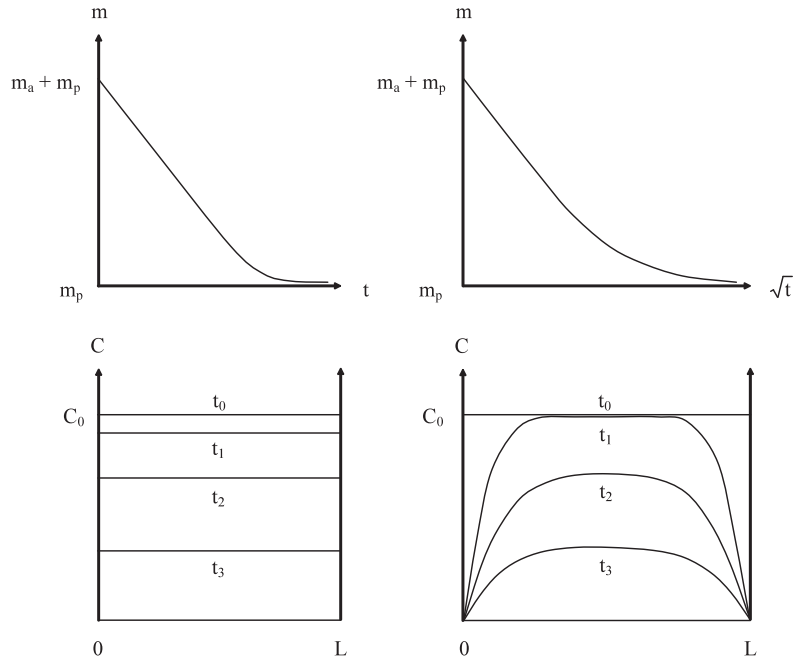 m
m
mₐ + mₚ
mₐ + mₚ
mₚ
t
mₚ
√t
C
C
C₀
t₀
t₁
t₂
t₃
C₀
t₀
t₁
t₂
t₃
0
L
0
L